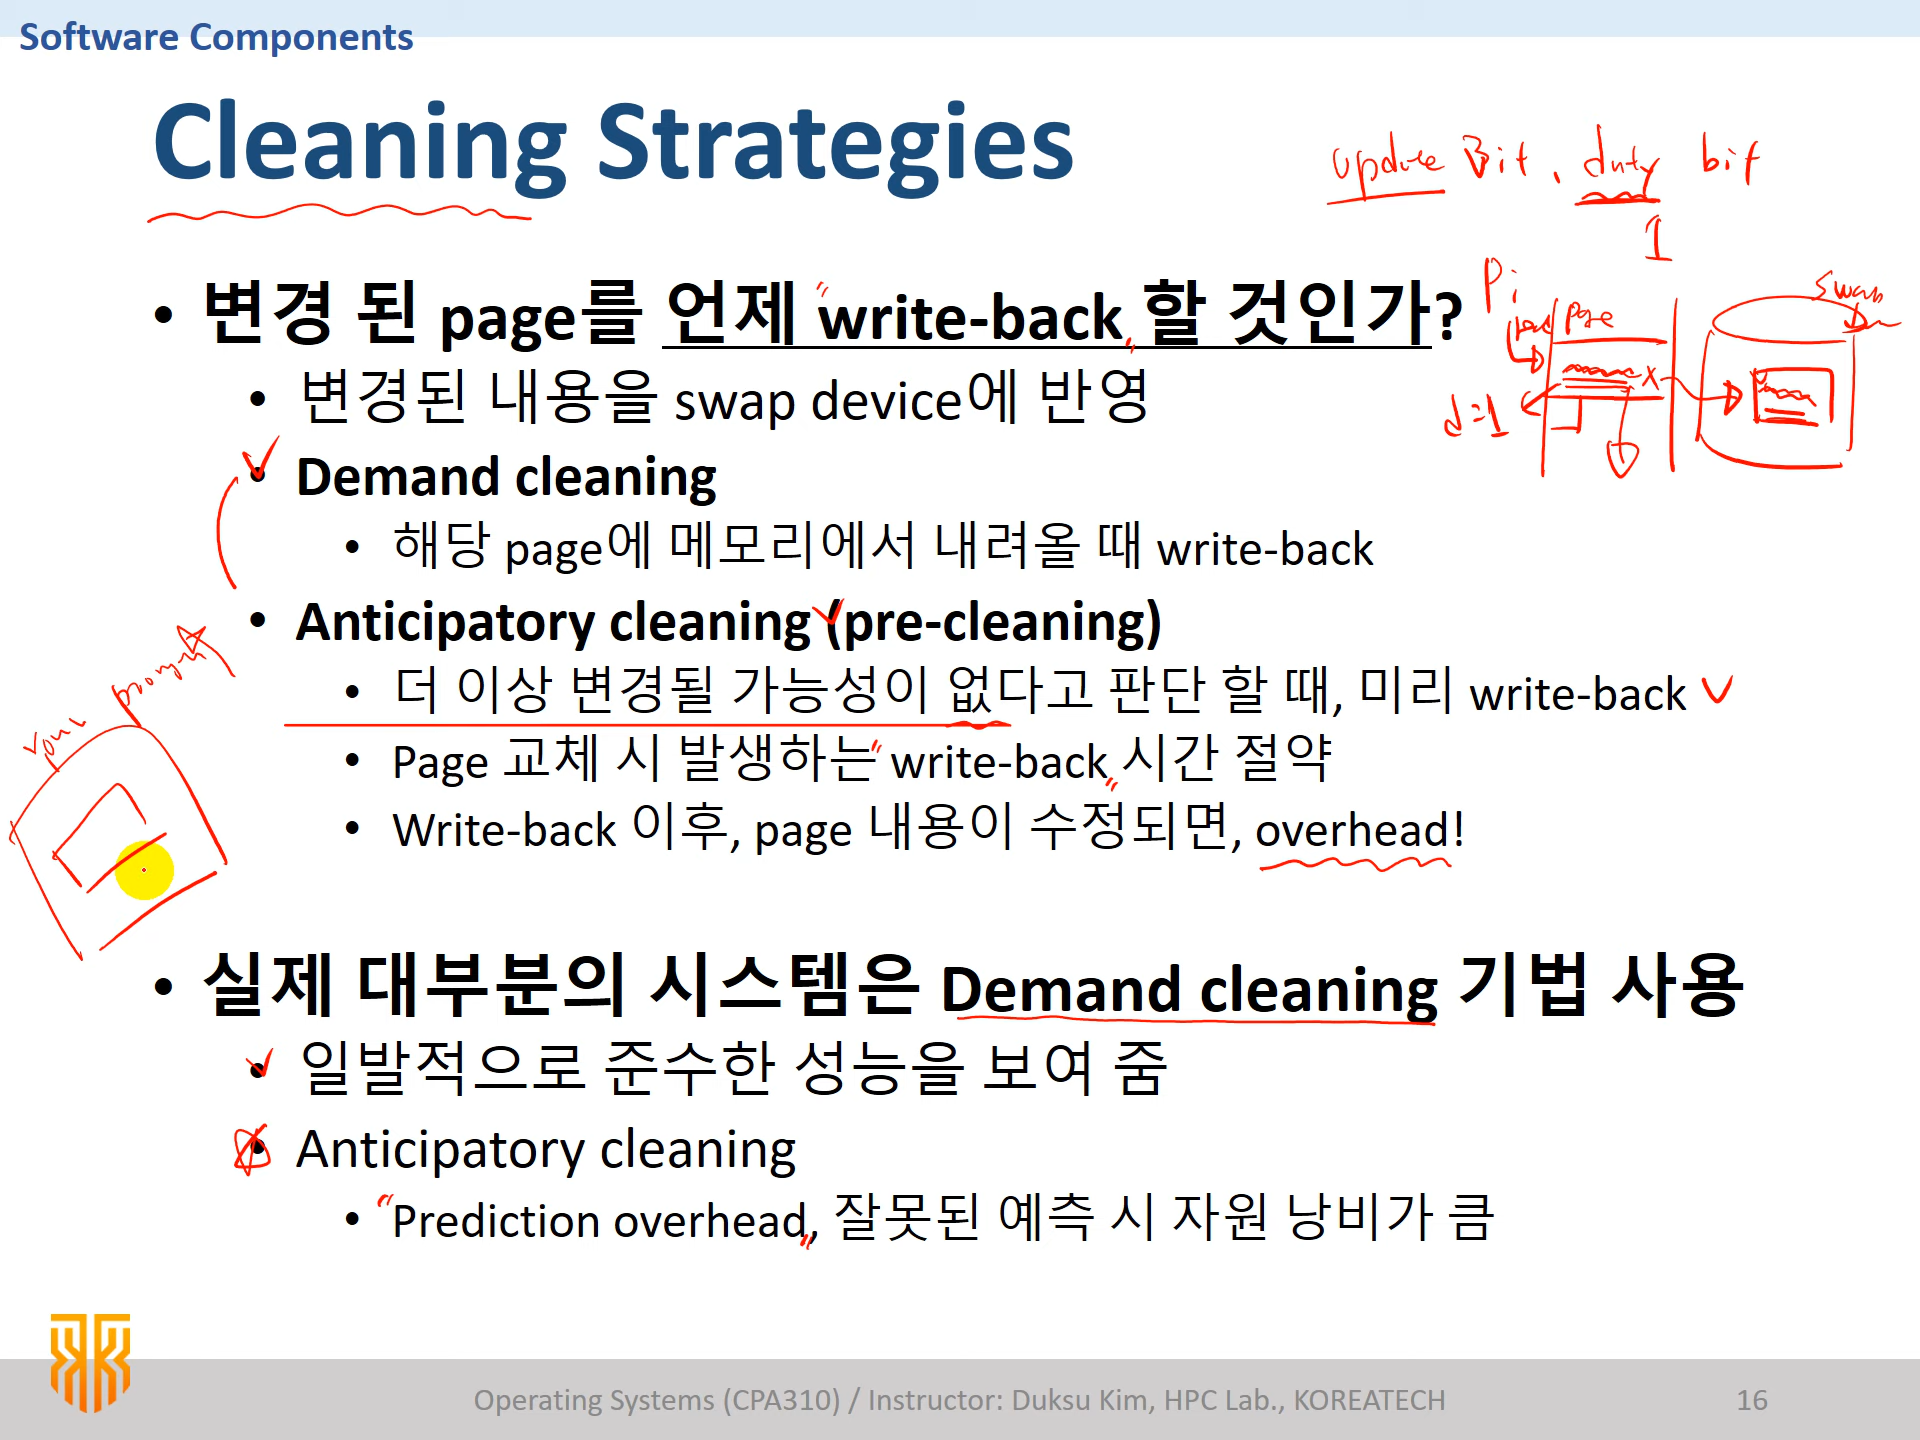 Software Components
Cleaning Strategies
update Bit, dirty bit
1
• 변경 된 page를 언제 write-back 할 것인가?
Pi
page
swap
d=1
• 변경된 내용을 swap device에 반영
• Demand cleaning
• 해당 page에 메모리에서 내려올 때 write-back
• Anticipatory cleaning (pre-cleaning)
• 더 이상 변경될 가능성이 없다고 판단 할 때, 미리 write-back
• Page 교체 시 발생하는 write-back 시간 절약
• Write-back 이후, page 내용이 수정되면, overhead!
• 실제 대부분의 시스템은 Demand cleaning 기법 사용
• 일발적으로 준수한 성능을 보여 줌
• Anticipatory cleaning
• Prediction overhead, 잘못된 예측 시 자원 낭비가 큼
Operating Systems (CPA310) / Instructor: Duksu Kim, HPC Lab., KOREATECH
16